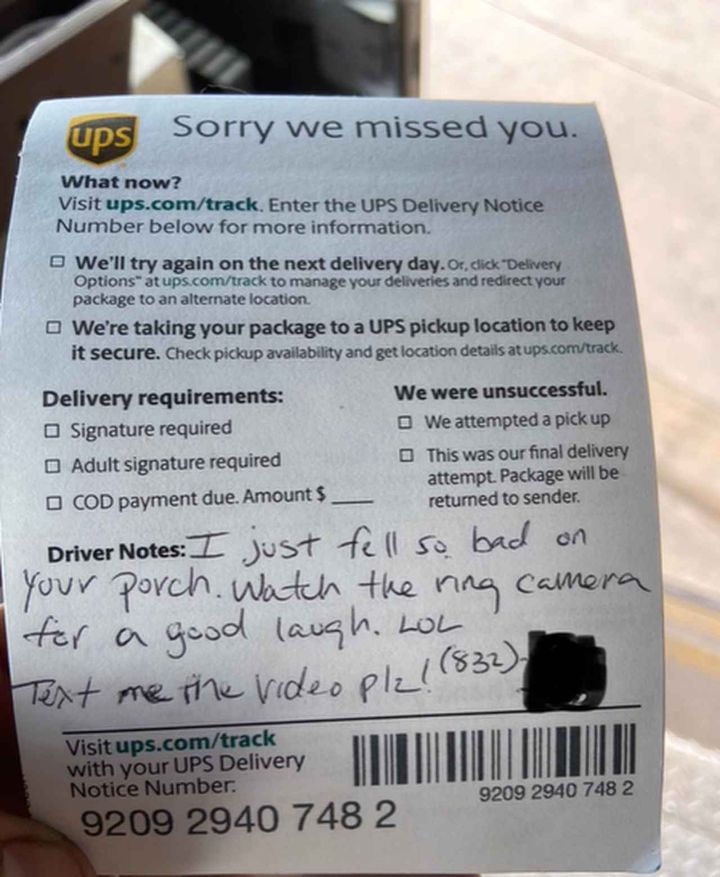 ups
Sorry we missed you.
What now?
Visit ups.com/track. Enter the UPS Delivery Notice
Number below for more information.
☐ We'll try again on the next delivery day. Or, click "Delivery
Options" at ups.com/track to manage your deliveries and redirect your
package to an alternate location.
☐ We're taking your package to a UPS pickup location to keep
it secure. Check pickup availability and get location details at ups.com/track.
Delivery requirements:
☐ Signature required
☐ Adult signature required
☐ COD payment due. Amount $ ____
We were unsuccessful.
☐ We attempted a pick up
☐ This was our final delivery
attempt. Package will be
returned to sender.
Driver Notes: I just fell so bad on
your porch. Watch the ring camera
for a good laugh. LOL
Text me the video plz! (832)-
Visit ups.com/track
with your UPS Delivery
Notice Number:
9209 2940 748 2
9209 2940 748 2